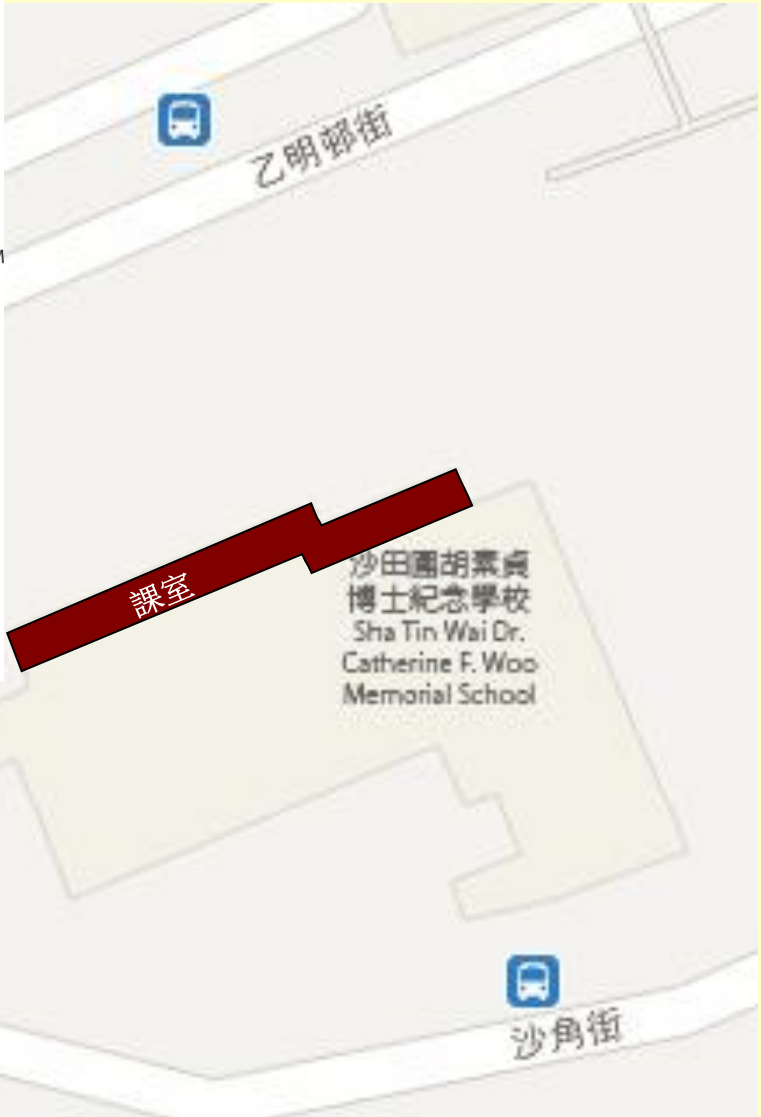 乙明邨街
課室
沙田圍胡素貞
博士紀念學校
Sha Tin Wai Dr.
Catherine F. Woo
Memorial School
沙角街